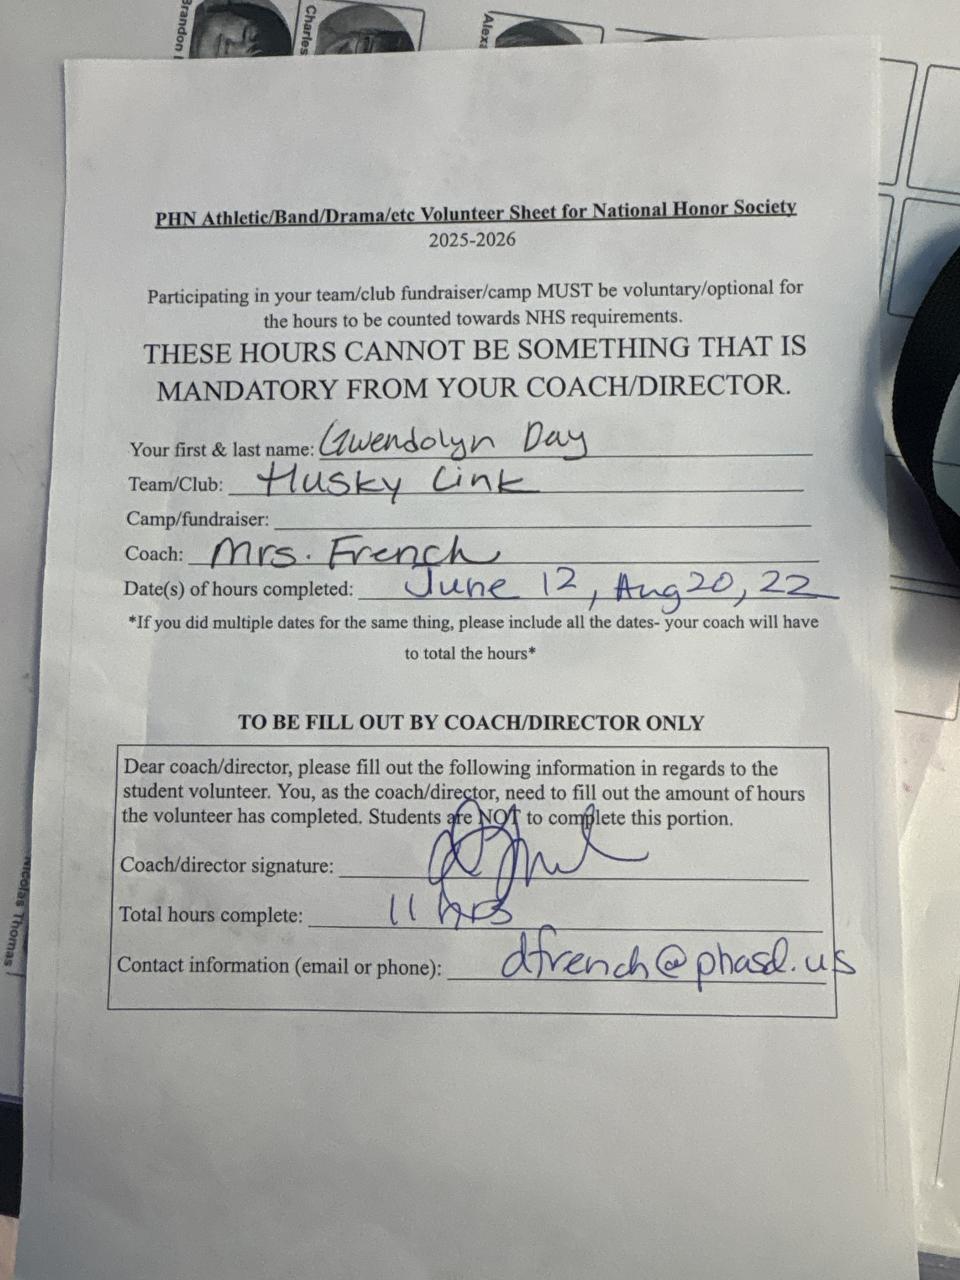 Brandon
Charles
Alexa
PHN Athletic/Band/Drama/etc Volunteer Sheet for National Honor Society
2025-2026
Participating in your team/club fundraiser/camp MUST be voluntary/optional for
the hours to be counted towards NHS requirements.
THESE HOURS CANNOT BE SOMETHING THAT IS
MANDATORY FROM YOUR COACH/DIRECTOR.
Your first & last name: Gwendolyn Day
Team/Club: Husky Link
Camp/fundraiser:
Coach: Mrs. French
Date(s) of hours completed: June 12, Aug 20, 22
*If you did multiple dates for the same thing, please include all the dates- your coach will have
to total the hours*
TO BE FILL OUT BY COACH/DIRECTOR ONLY
Dear coach/director, please fill out the following information in regards to the
student volunteer. You, as the coach/director, need to fill out the amount of hours
the volunteer has completed. Students are NOT to complete this portion.
Coach/director signature:
Total hours complete: 11 hrs
Contact information (email or phone): dfrench@phasd.us
Nicolas Thomas